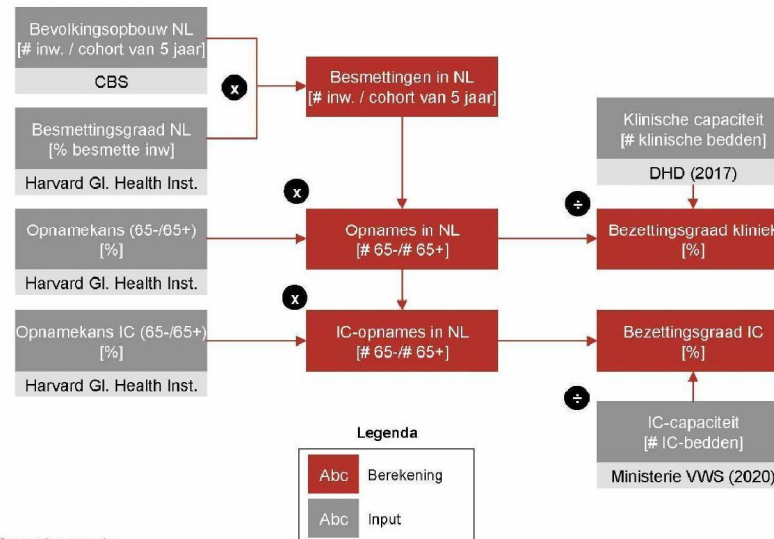 Bevolkingsopbouw NL
[# inw. / cohort van 5 jaar]
CBS
x
Besmettingen in NL
[# inw. / cohort van 5 jaar]
Besmettingsgraad NL
[% besmette inw]
Harvard Gl. Health Inst.
Klinische capaciteit
[# klinische bedden]
DHD (2017)
x
÷
Opnamekans (65-/65+)
[%]
Harvard Gl. Health Inst.
Opnames in NL
[# 65-/# 65+]
Bezettingsgraad kliniek
[%]
x
Opnamekans IC (65-/65+)
[%]
Harvard Gl. Health Inst.
IC-opnames in NL
[# 65-/# 65+]
Bezettingsgraad IC
[%]
÷
IC-capaciteit
[# IC-bedden]
Ministerie VWS (2020)
Legenda
Abc Berekening
Abc Input